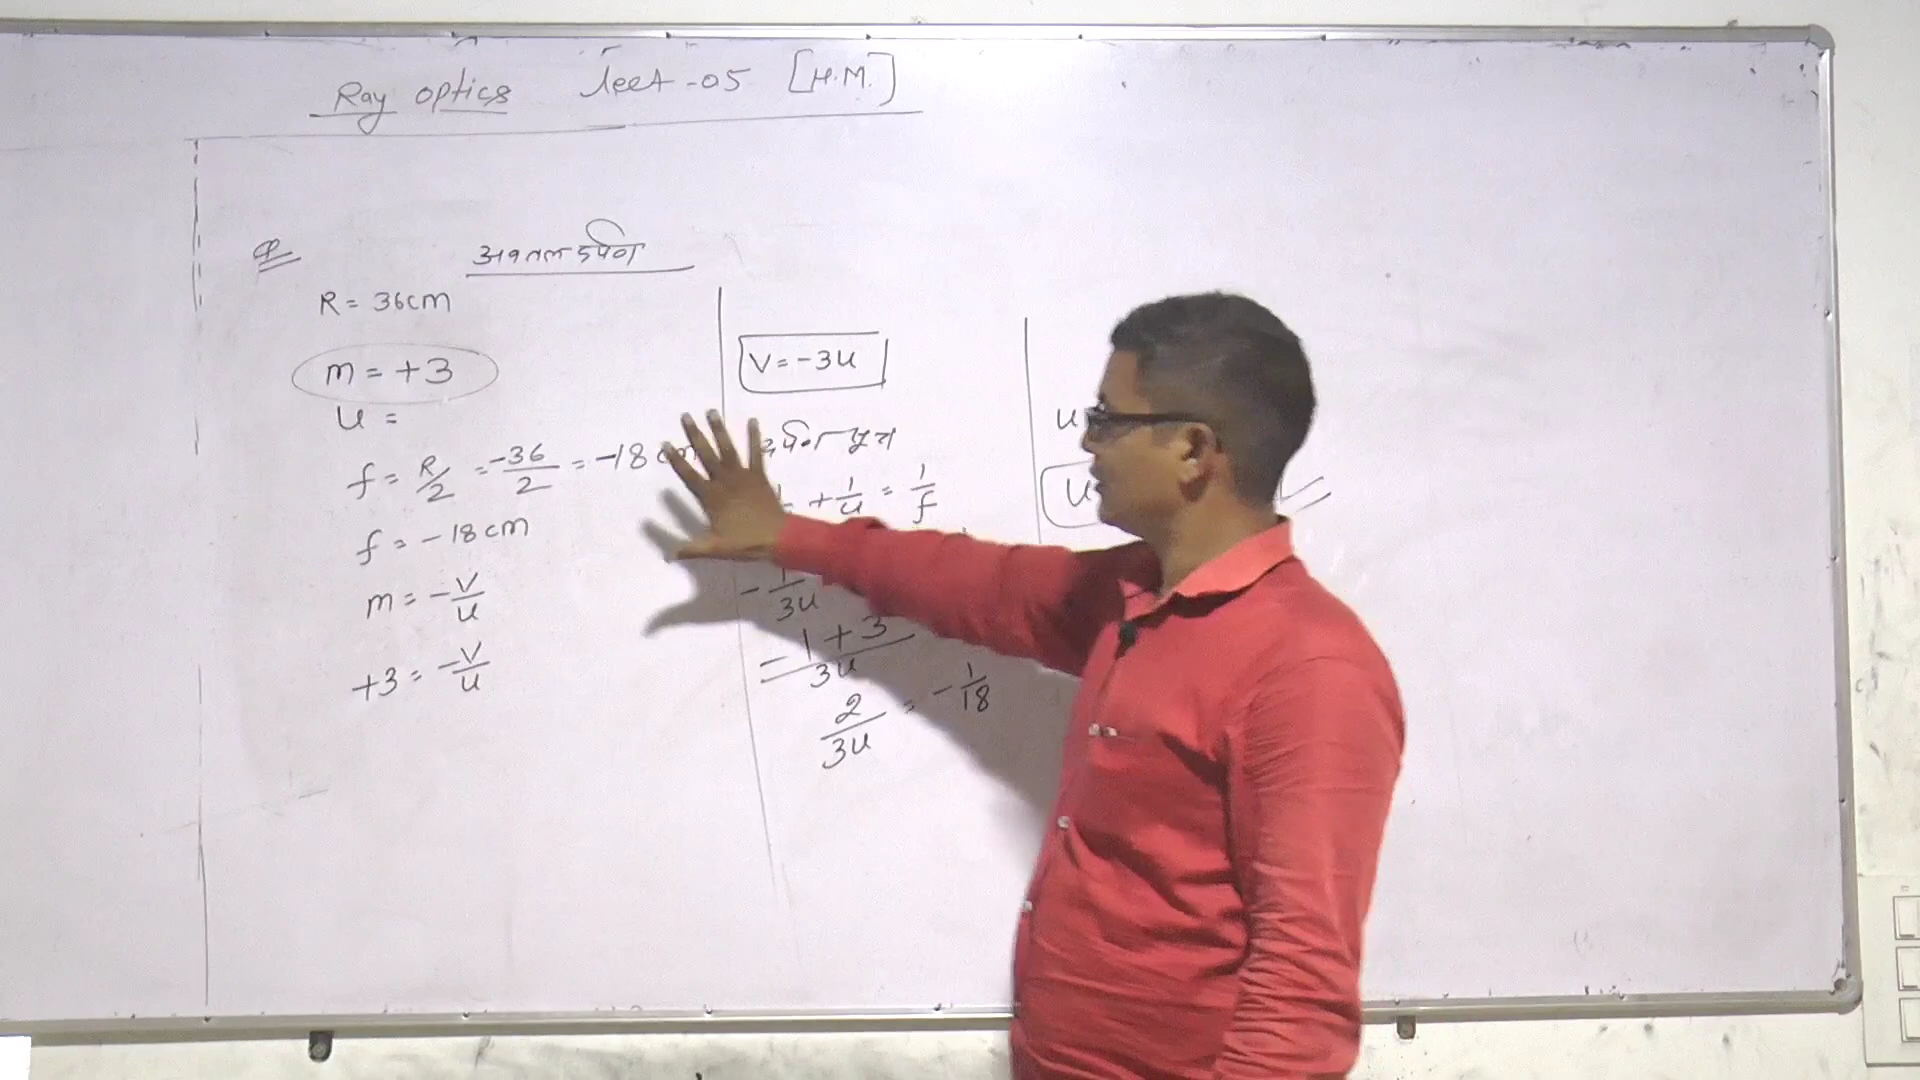 Ray optics Lect-05 [H.M.]
Q
अवतल दर्पण
R = 36cm
m = +3
u =
f = R/2 = -36/2 = -18 cm
f = -18 cm
m = -v/u
+3 = -v/u
v = -3u
दर्पण सूत्र
+ 1/u = 1/f
- 1/3u
= 1+3/3u
2/3u = -1/18
u
u